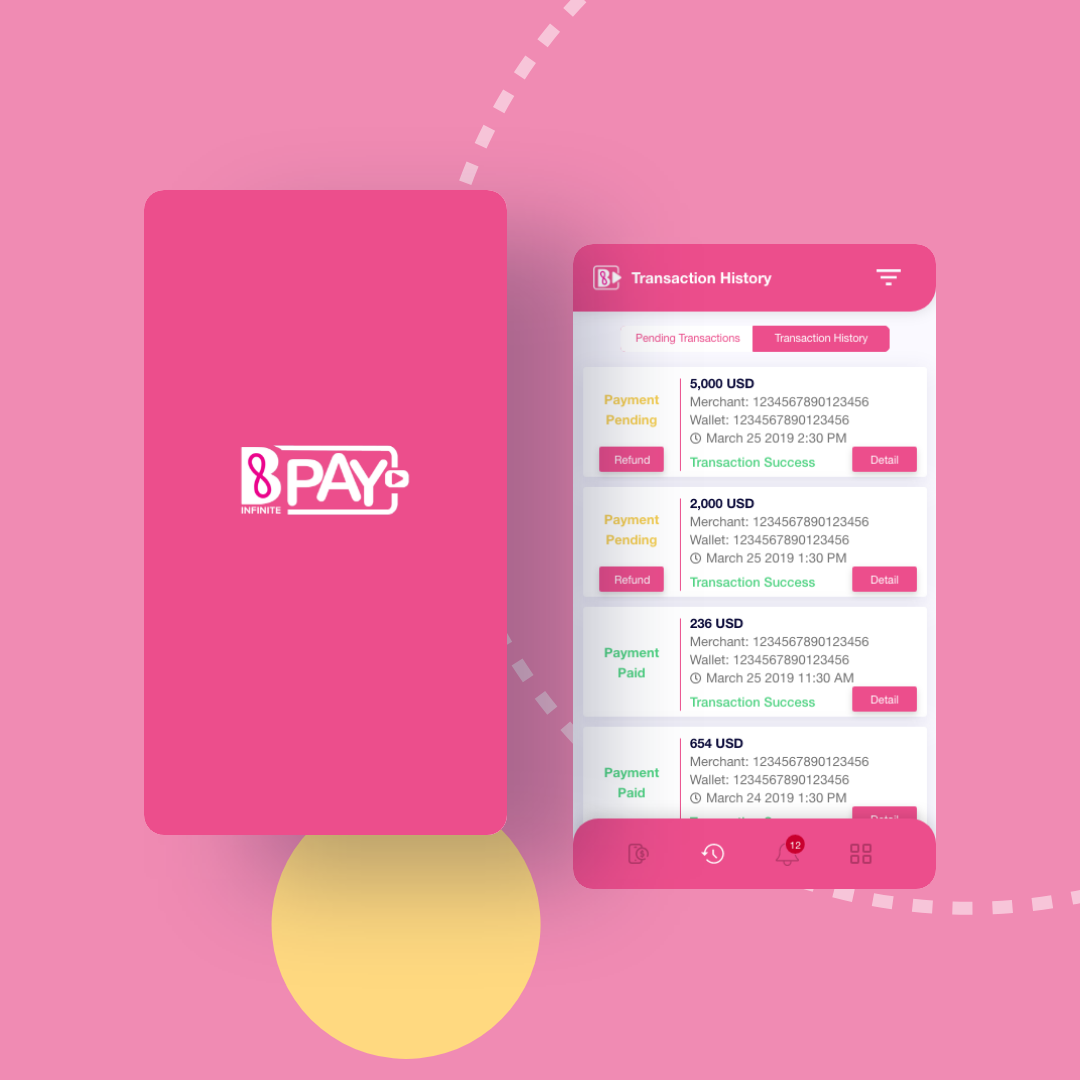 B PAY
INFINITE
Transaction History
Pending Transactions
Transaction History
Payment
Pending
Refund
5,000 USD
Merchant: 1234567890123456
Wallet: 1234567890123456
March 25 2019 2:30 PM
Transaction Success
Detail
Payment
Pending
Refund
2,000 USD
Merchant: 1234567890123456
Wallet: 1234567890123456
March 25 2019 1:30 PM
Transaction Success
Detail
Payment
Paid
236 USD
Merchant: 1234567890123456
Wallet: 1234567890123456
March 25 2019 11:30 AM
Transaction Success
Detail
Payment
Paid
654 USD
Merchant: 1234567890123456
Wallet: 1234567890123456
March 24 2019 1:30 PM
12